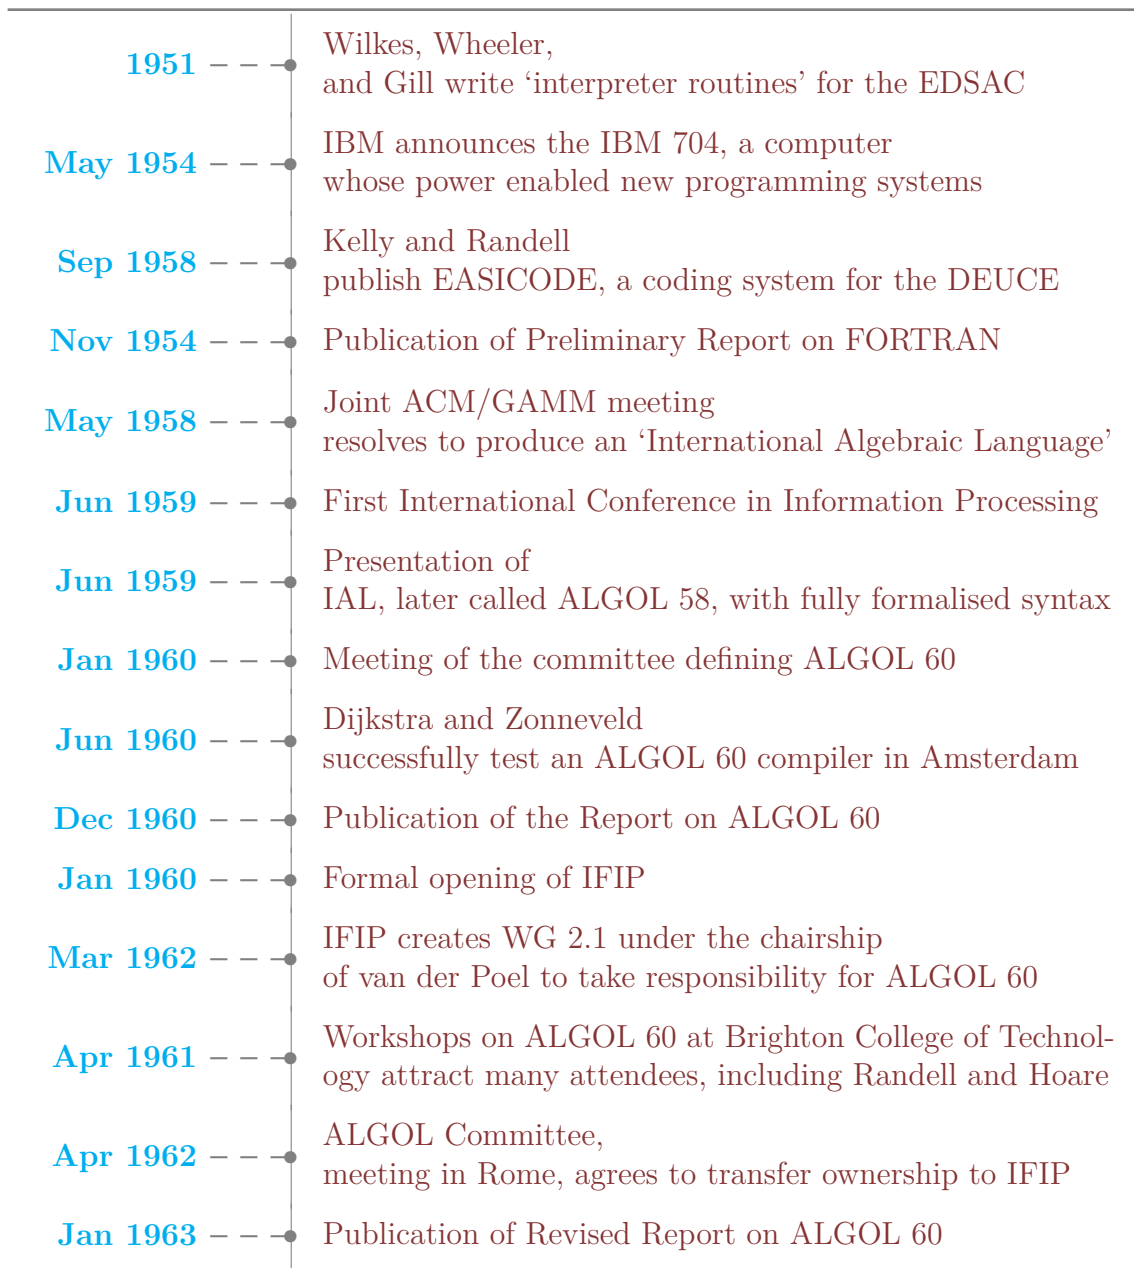 1951
Wilkes, Wheeler,
and Gill write ‘interpreter routines’ for the EDSAC
May 1954
IBM announces the IBM 704, a computer
whose power enabled new programming systems
Sep 1958
Kelly and Randell
publish EASICODE, a coding system for the DEUCE
Nov 1954
Publication of Preliminary Report on FORTRAN
May 1958
Joint ACM/GAMM meeting
resolves to produce an ‘International Algebraic Language’
Jun 1959
First International Conference in Information Processing
Jun 1959
Presentation of
IAL, later called ALGOL 58, with fully formalised syntax
Jan 1960
Meeting of the committee defining ALGOL 60
Jun 1960
Dijkstra and Zonneveld
successfully test an ALGOL 60 compiler in Amsterdam
Dec 1960
Publication of the Report on ALGOL 60
Jan 1960
Formal opening of IFIP
Mar 1962
IFIP creates WG 2.1 under the chairship
of van der Poel to take responsibility for ALGOL 60
Apr 1961
Workshops on ALGOL 60 at Brighton College of Technol-
ogy attract many attendees, including Randell and Hoare
Apr 1962
ALGOL Committee,
meeting in Rome, agrees to transfer ownership to IFIP
Jan 1963
Publication of Revised Report on ALGOL 60